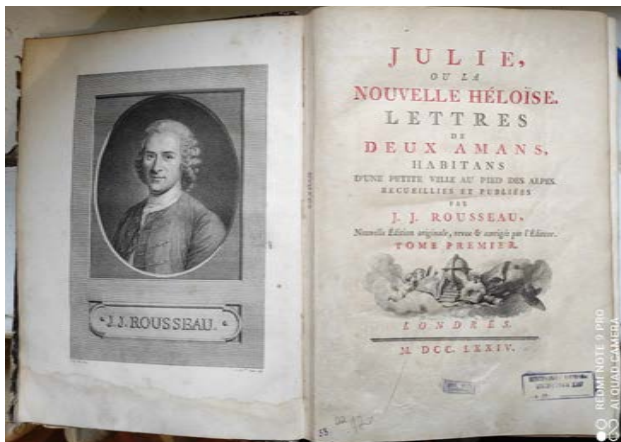 J. J. ROUSSEAU.
JULIE,
OU LA
NOUVELLE HÉLOÏSE.
LETTRES
DE
DEUX AMANS,
HABITANS
D'UNE PETITE VILLE AU PIED DES ALPES.
RECUEILLIES ET PUBLIÉES
PAR
J. J. ROUSSEAU.
Nouvelle Édition originale, revue & corrigée par l'Éditeur.
TOME PREMIER.
LONDRES.
M. DCC. LXXIV.
REDMI NOTE 9 PRO
AI QUAD CAMERA